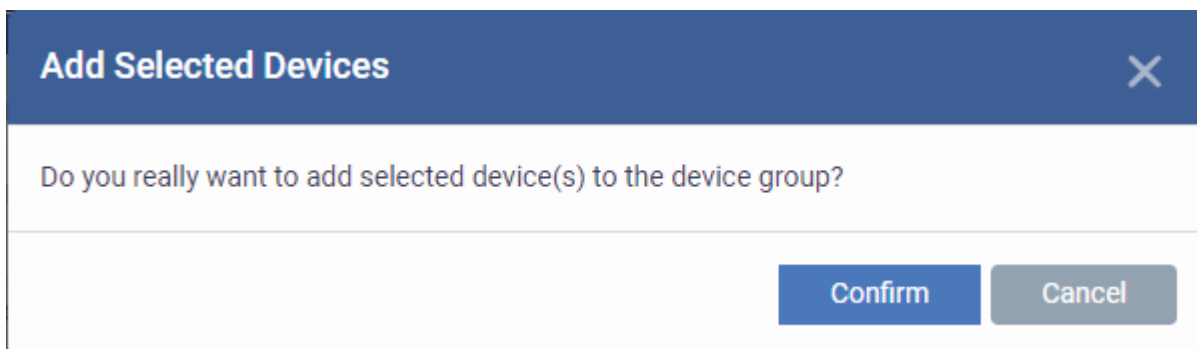 Add Selected Devices
Do you really want to add selected device(s) to the device group?
Confirm Cancel